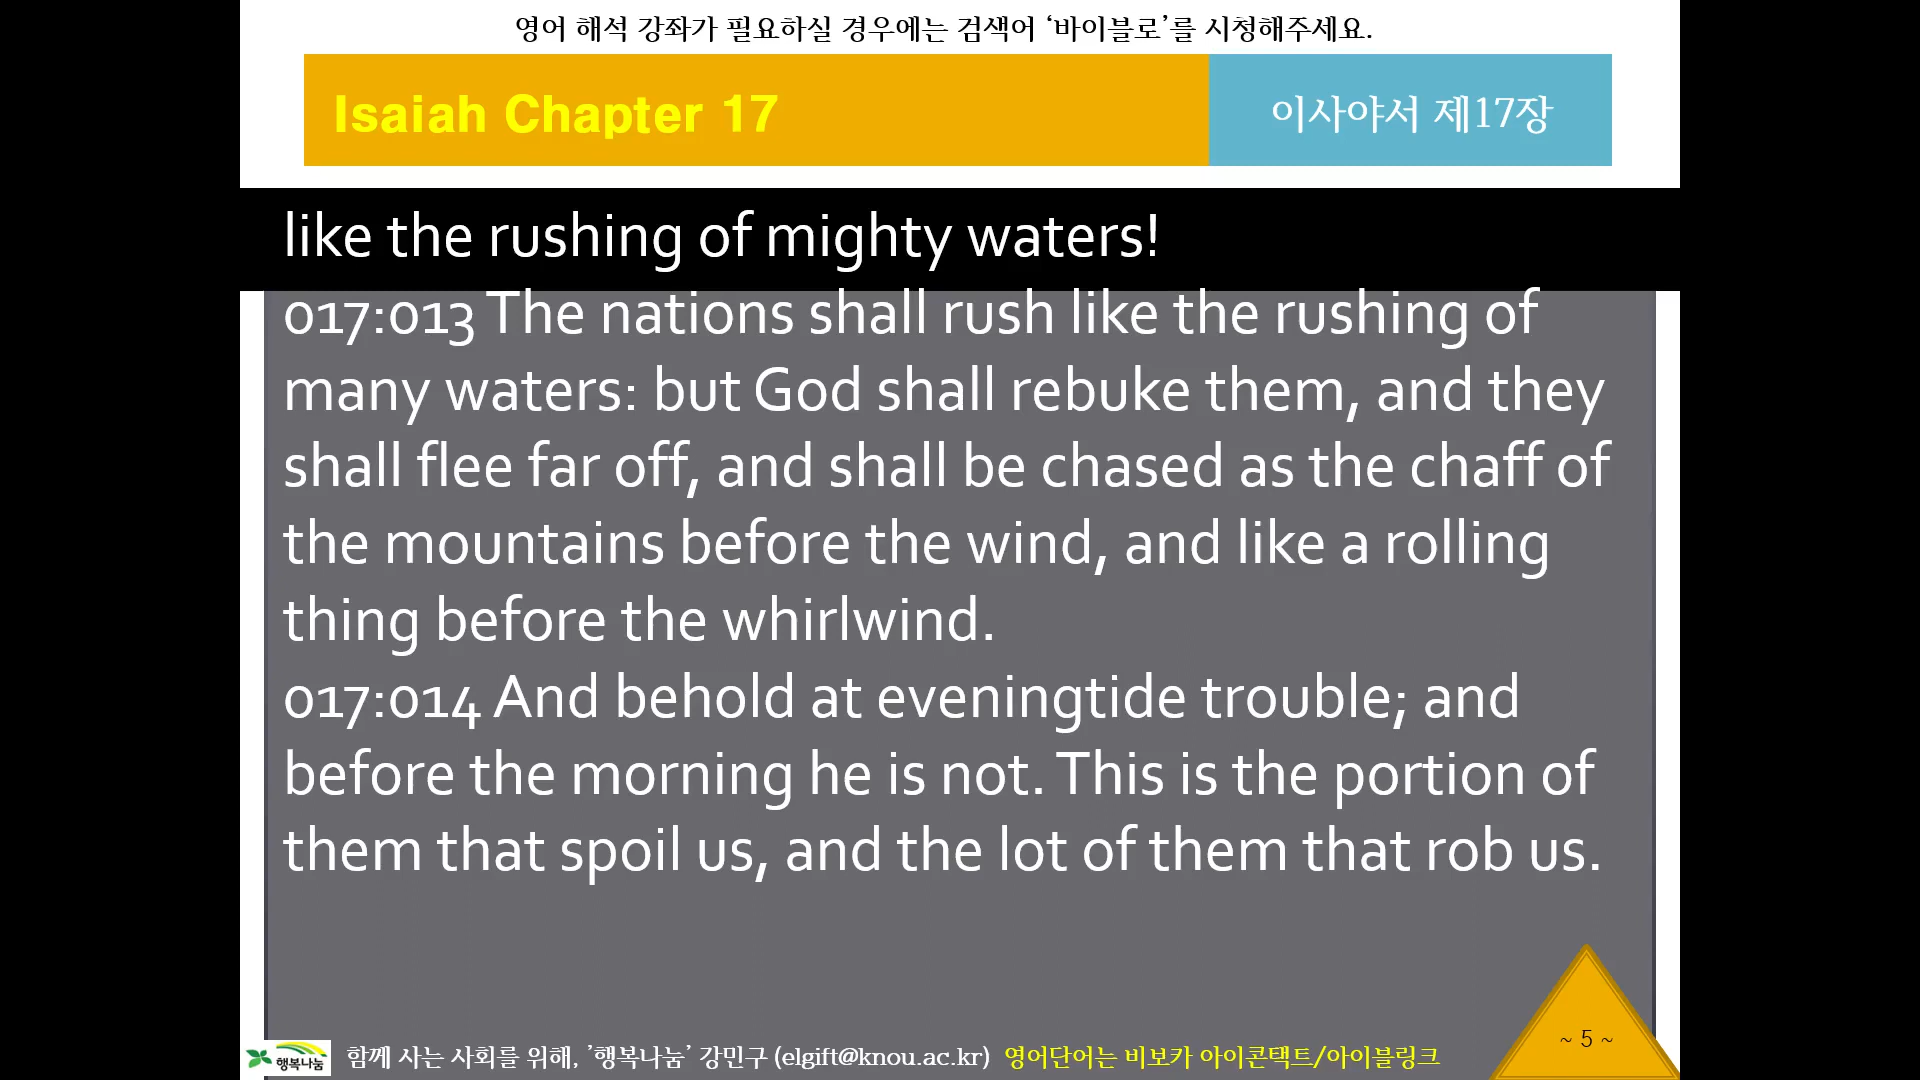 영어 해석 강좌가 필요하실 경우에는 검색어 ‘바이블로’를 시청해주세요.
Isaiah Chapter 17
이사야서 제17장
like the rushing of mighty waters!
017:013 The nations shall rush like the rushing of
many waters: but God shall rebuke them, and they
shall flee far off, and shall be chased as the chaff of
the mountains before the wind, and like a rolling
thing before the whirlwind.
017:014 And behold at eveningtide trouble; and
before the morning he is not. This is the portion of
them that spoil us, and the lot of them that rob us.
~ 5 ~
행복나눔
함께 사는 사회를 위해, ’행복나눔’ 강민구 (elgift@knou.ac.kr) 영어단어는 비보카 아이콘택트/아이블링크